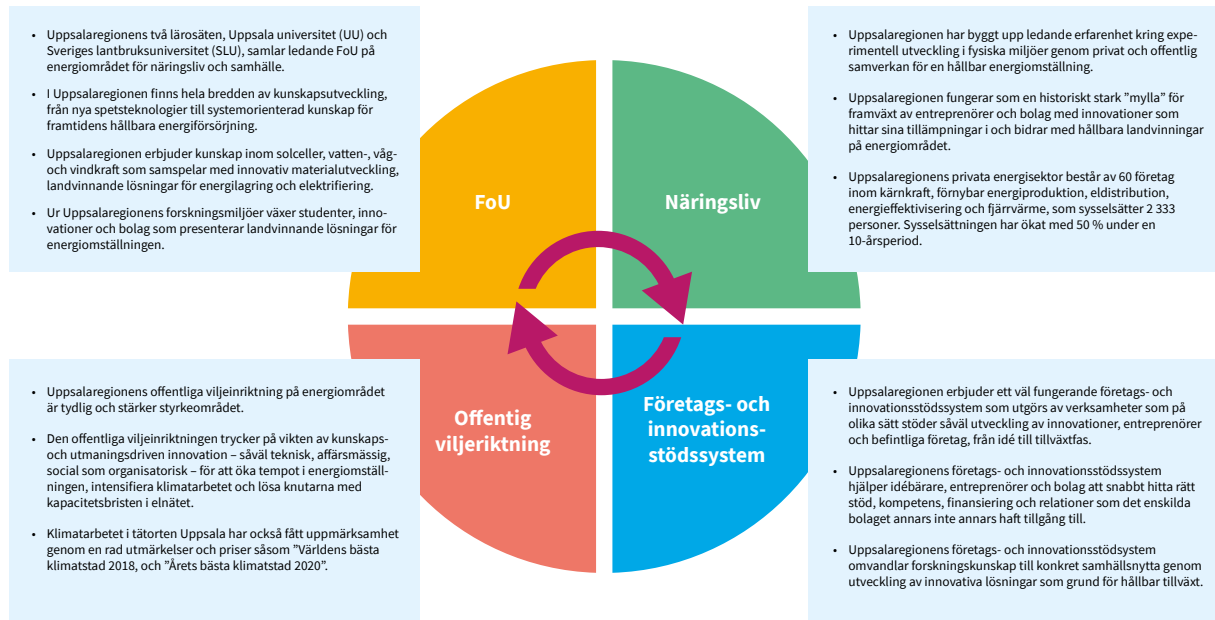 • Uppsalaregionens två lärosäten, Uppsala universitet (UU) och
Sveriges lantbruksuniversitet (SLU), samlar ledande FoU på
energiområdet för näringsliv och samhälle.
• I Uppsalaregionen finns hela bredden av kunskapsutveckling,
från nya spetsteknologier till systemorienterad kunskap för
framtidens hållbara energiförsörjning.
• Uppsalaregionen erbjuder kunskap inom solceller, vatten-, våg-
och vindkraft som samspelar med innovativ materialutveckling,
landvinnande lösningar för energilagring och elektrifiering.
• Ur Uppsalaregionens forskningsmiljöer växer studenter, inno-
vationer och bolag som presenterar landvinnande lösningar för
energiomställningen.
• Uppsalaregionen har byggt upp ledande erfarenhet kring expe-
rimentell utveckling i fysiska miljöer genom privat och offentlig
samverkan för en hållbar energiomställning.
• Uppsalaregionen fungerar som en historiskt stark ”mylla” för
framväxt av entreprenörer och bolag med innovationer som
hittar sina tillämpningar i och bidrar med hållbara landvinningar
på energiområdet.
• Uppsalaregionens privata energisektor består av 60 företag
inom kärnkraft, förnybar energiproduktion, eldistribution,
energieffektivisering och fjärrvärme, som sysselsätter 2 333
personer. Sysselsättningen har ökat med 50 % under en
10-årsperiod.
FoU
Näringsliv
Offentig
viljeriktning
Företags- och
innovations-
stödssystem
• Uppsalaregionens offentliga viljeinriktning på energiområdet
är tydlig och stärker styrkeområdet.
• Den offentliga viljeinriktningen trycker på vikten av kunskaps-
och utmaningsdriven innovation – såväl teknisk, affärsmässig,
social som organisatorisk – för att öka tempot i energiomställ-
ningen, intensifiera klimatarbetet och lösa knutarna med
kapacitetsbristen i elnätet.
• Klimatarbetet i tätorten Uppsala har också fått uppmärksamhet
genom en rad utmärkelser och priser såsom ”Världens bästa
klimatstad 2018, och ”Årets bästa klimatstad 2020”.
• Uppsalaregionen erbjuder ett väl fungerande företags- och
innovationsstödssystem som utgörs av verksamheter som på
olika sätt stöder såväl utveckling av innovationer, entreprenörer
och befintliga företag, från idé till tillväxtfas.
• Uppsalaregionens företags- och innovationsstödssystem
hjälper idébärare, entreprenörer och bolag att snabbt hitta rätt
stöd, kompetens, finansiering och relationer som det enskilda
bolaget annars inte annars haft tillgång till.
• Uppsalaregionens företags- och innovationsstödsystem
omvandlar forskningskunskap till konkret samhällsnytta genom
utveckling av innovativa lösningar som grund för hållbar tillväxt.